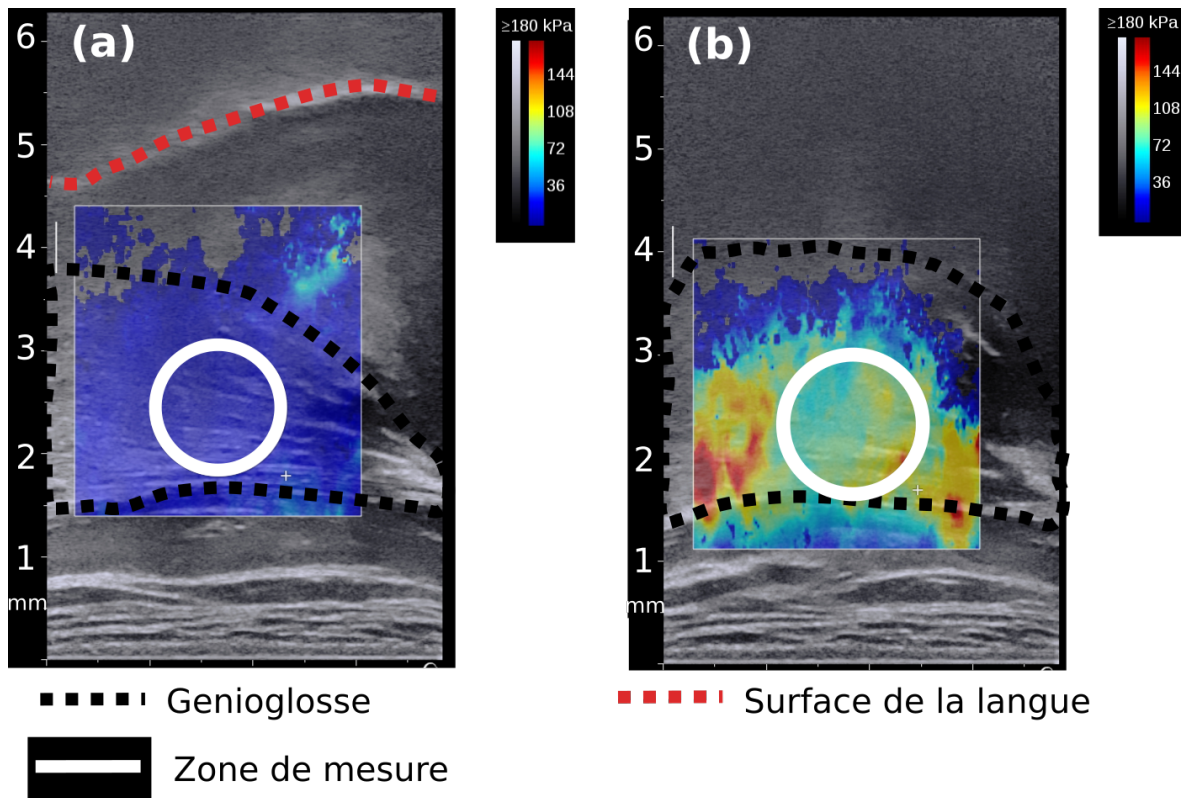 (a)
6
5
4
3
2
1
mm
≥180 kPa
144
108
72
36
(b)
6
5
4
3
2
1
mm
≥180 kPa
144
108
72
36
Genioglosse
Surface de la langue
Zone de mesure